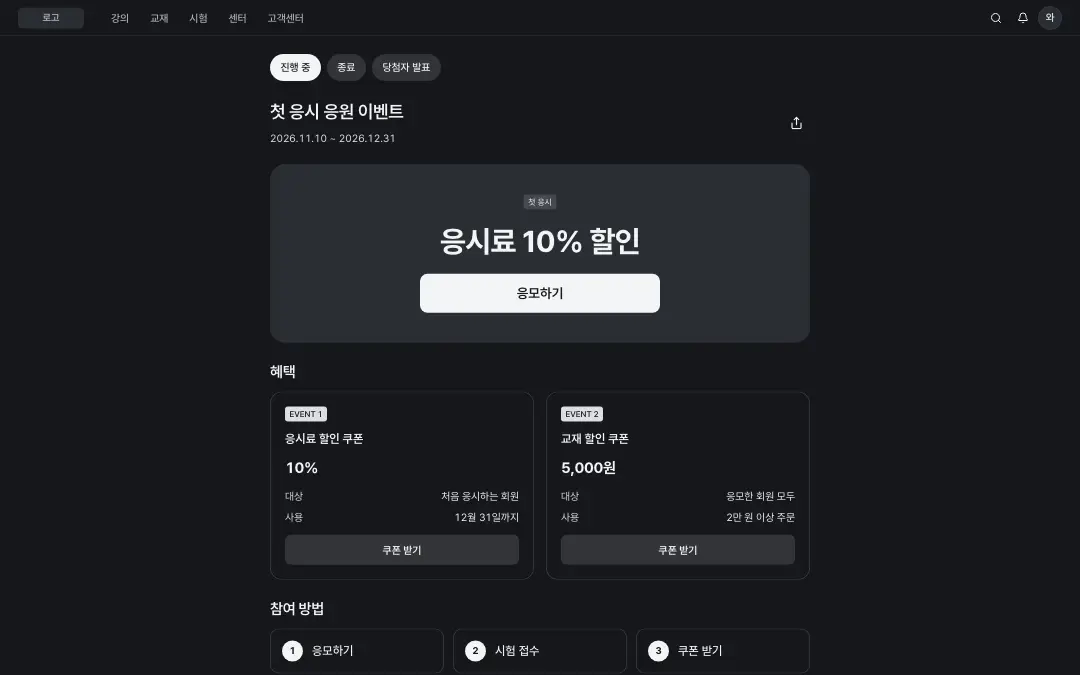 로고 강의 교재 시험 센터 고객센터 와
진행 중 종료 당첨자 발표
첫 응시 응원 이벤트
2026.11.10 ~ 2026.12.31
첫 응시
응시료 10% 할인
응모하기
혜택
EVENT 1
응시료 할인 쿠폰
10%
대상 처음 응시하는 회원
사용 12월 31일까지
쿠폰 받기
EVENT 2
교재 할인 쿠폰
5,000원
대상 응모한 회원 모두
사용 2만 원 이상 주문
쿠폰 받기
참여 방법
1 응모하기
2 시험 접수
3 쿠폰 받기